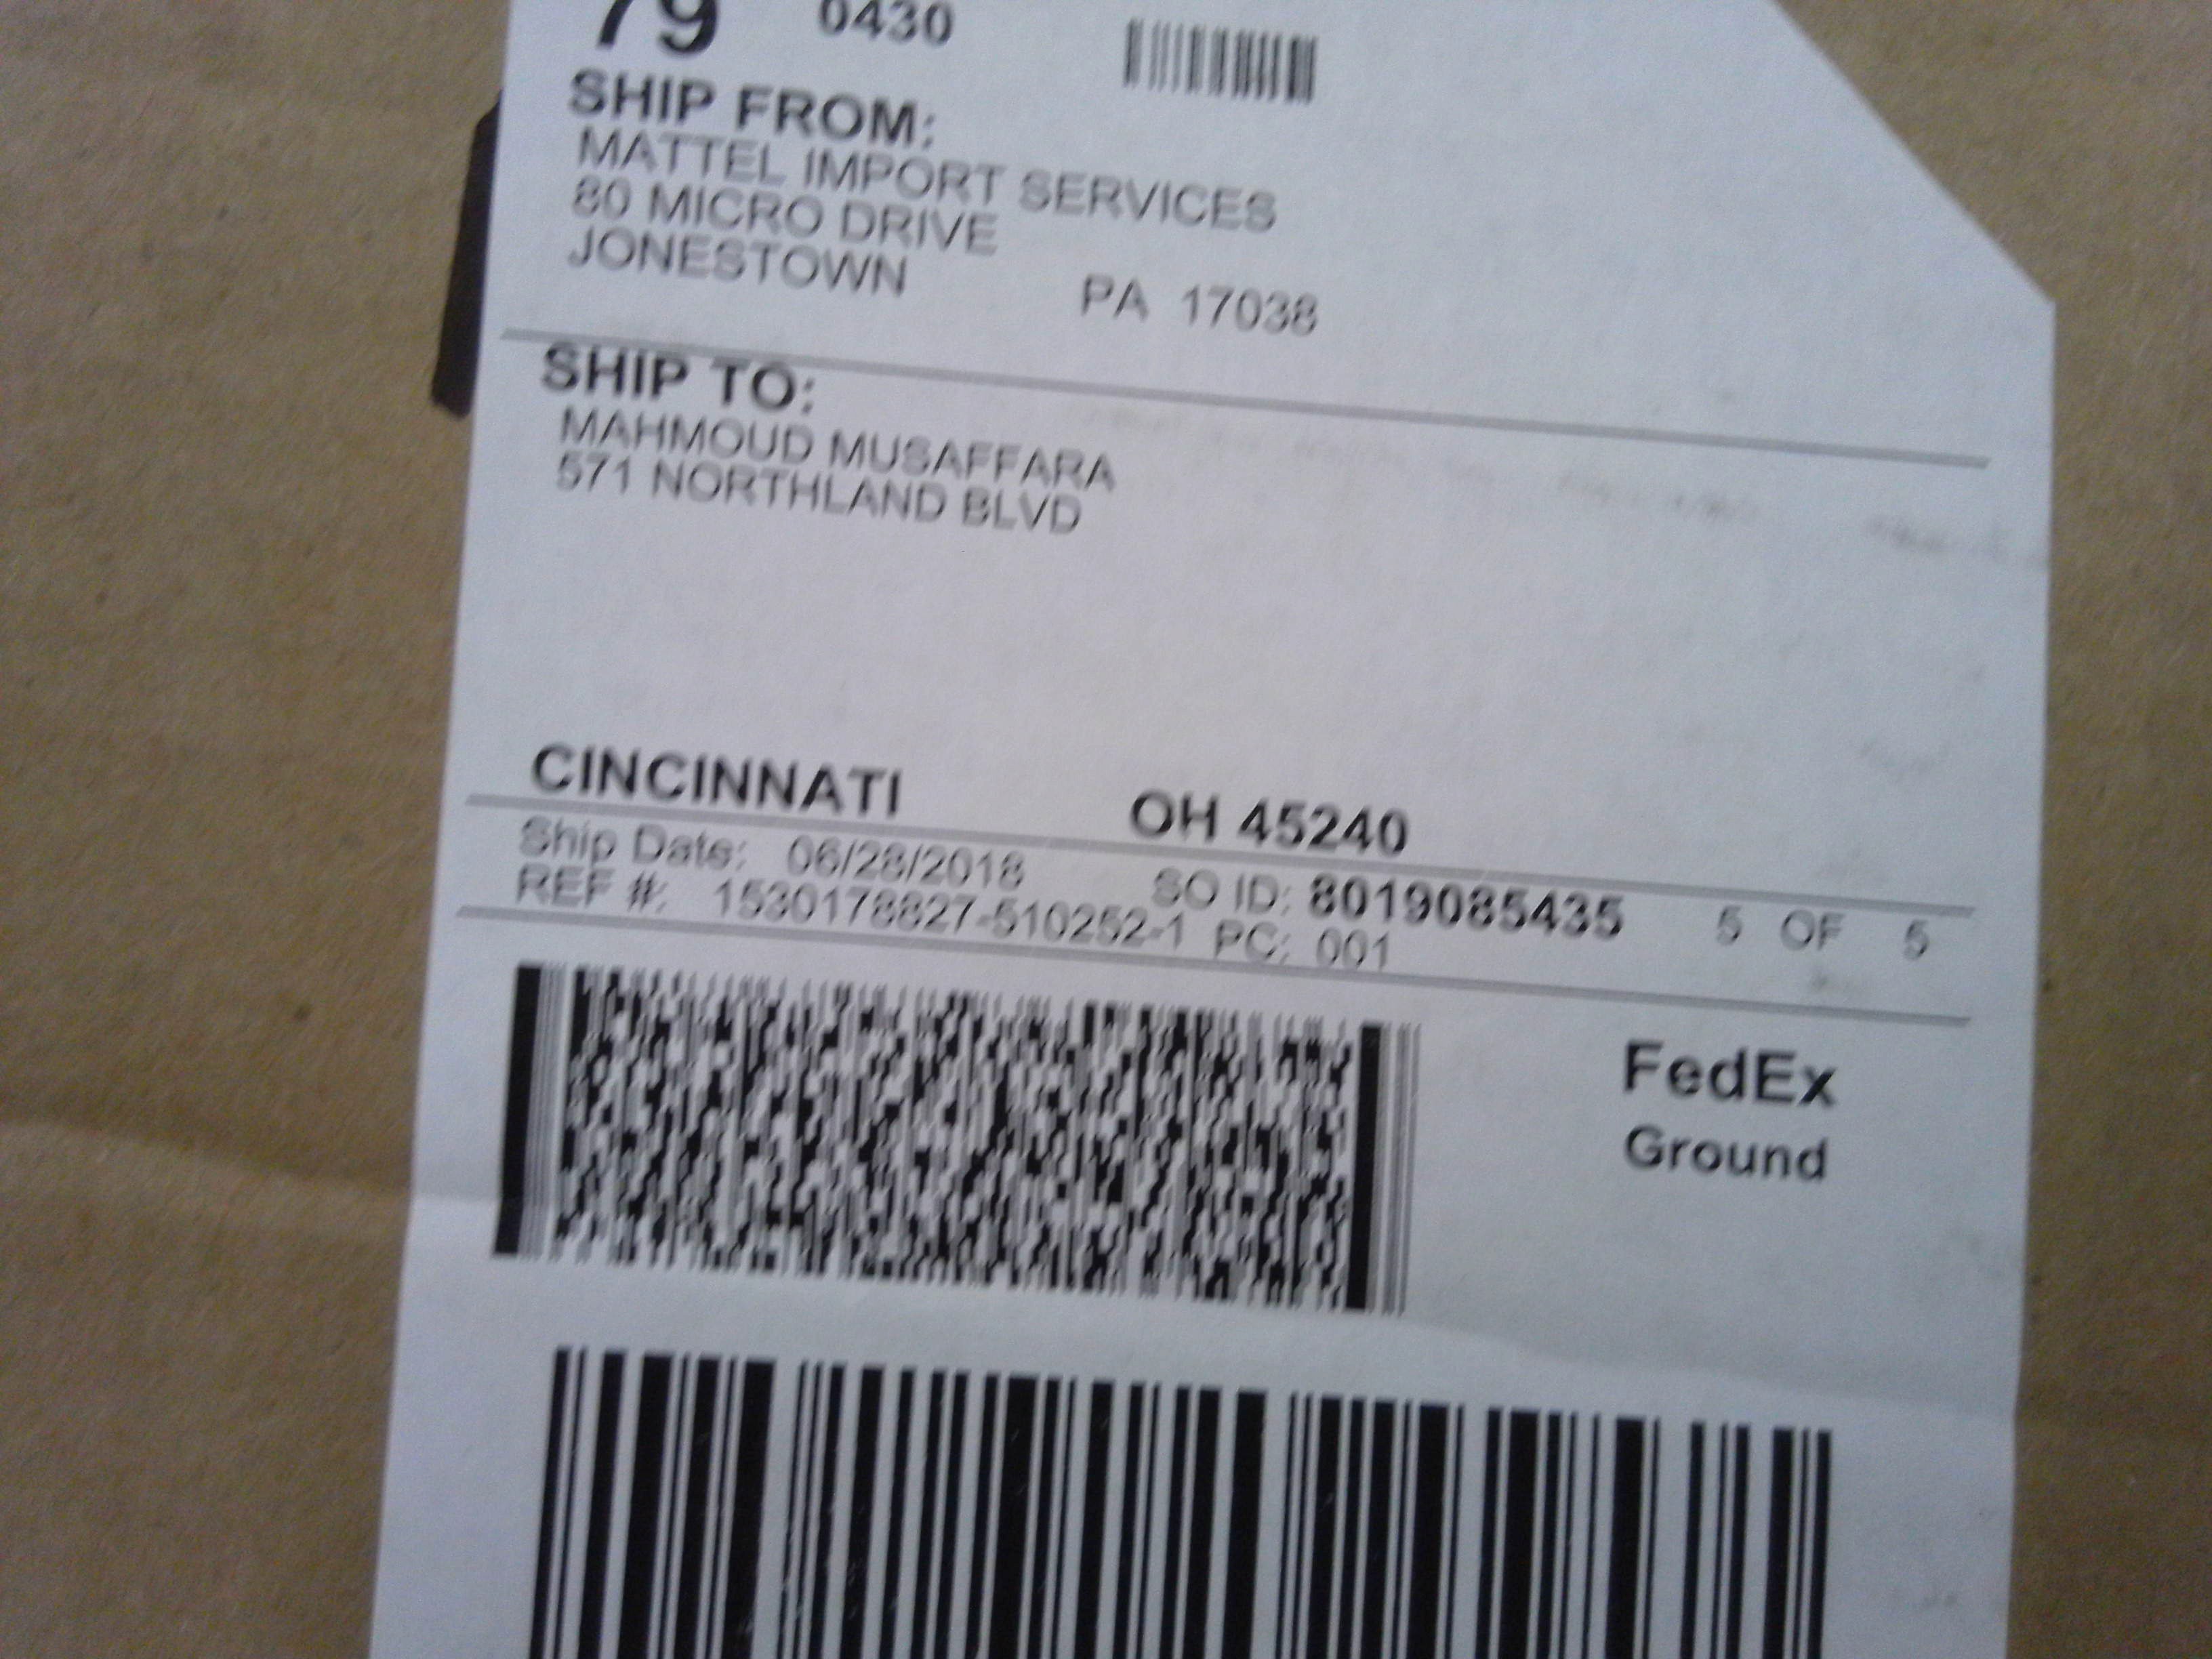 79 0430
SHIP FROM:
MATTEL IMPORT SERVICES
80 MICRO DRIVE
JONESTOWN PA 17038
SHIP TO:
MAHMOUD MUSAFFARA
571 NORTHLAND BLVD
CINCINNATI OH 45240
Ship Date: 06/28/2018 SO ID: 8019085435 5 OF 5
REF #: 1530178827-510252-1 PC: 001
FedEx
Ground